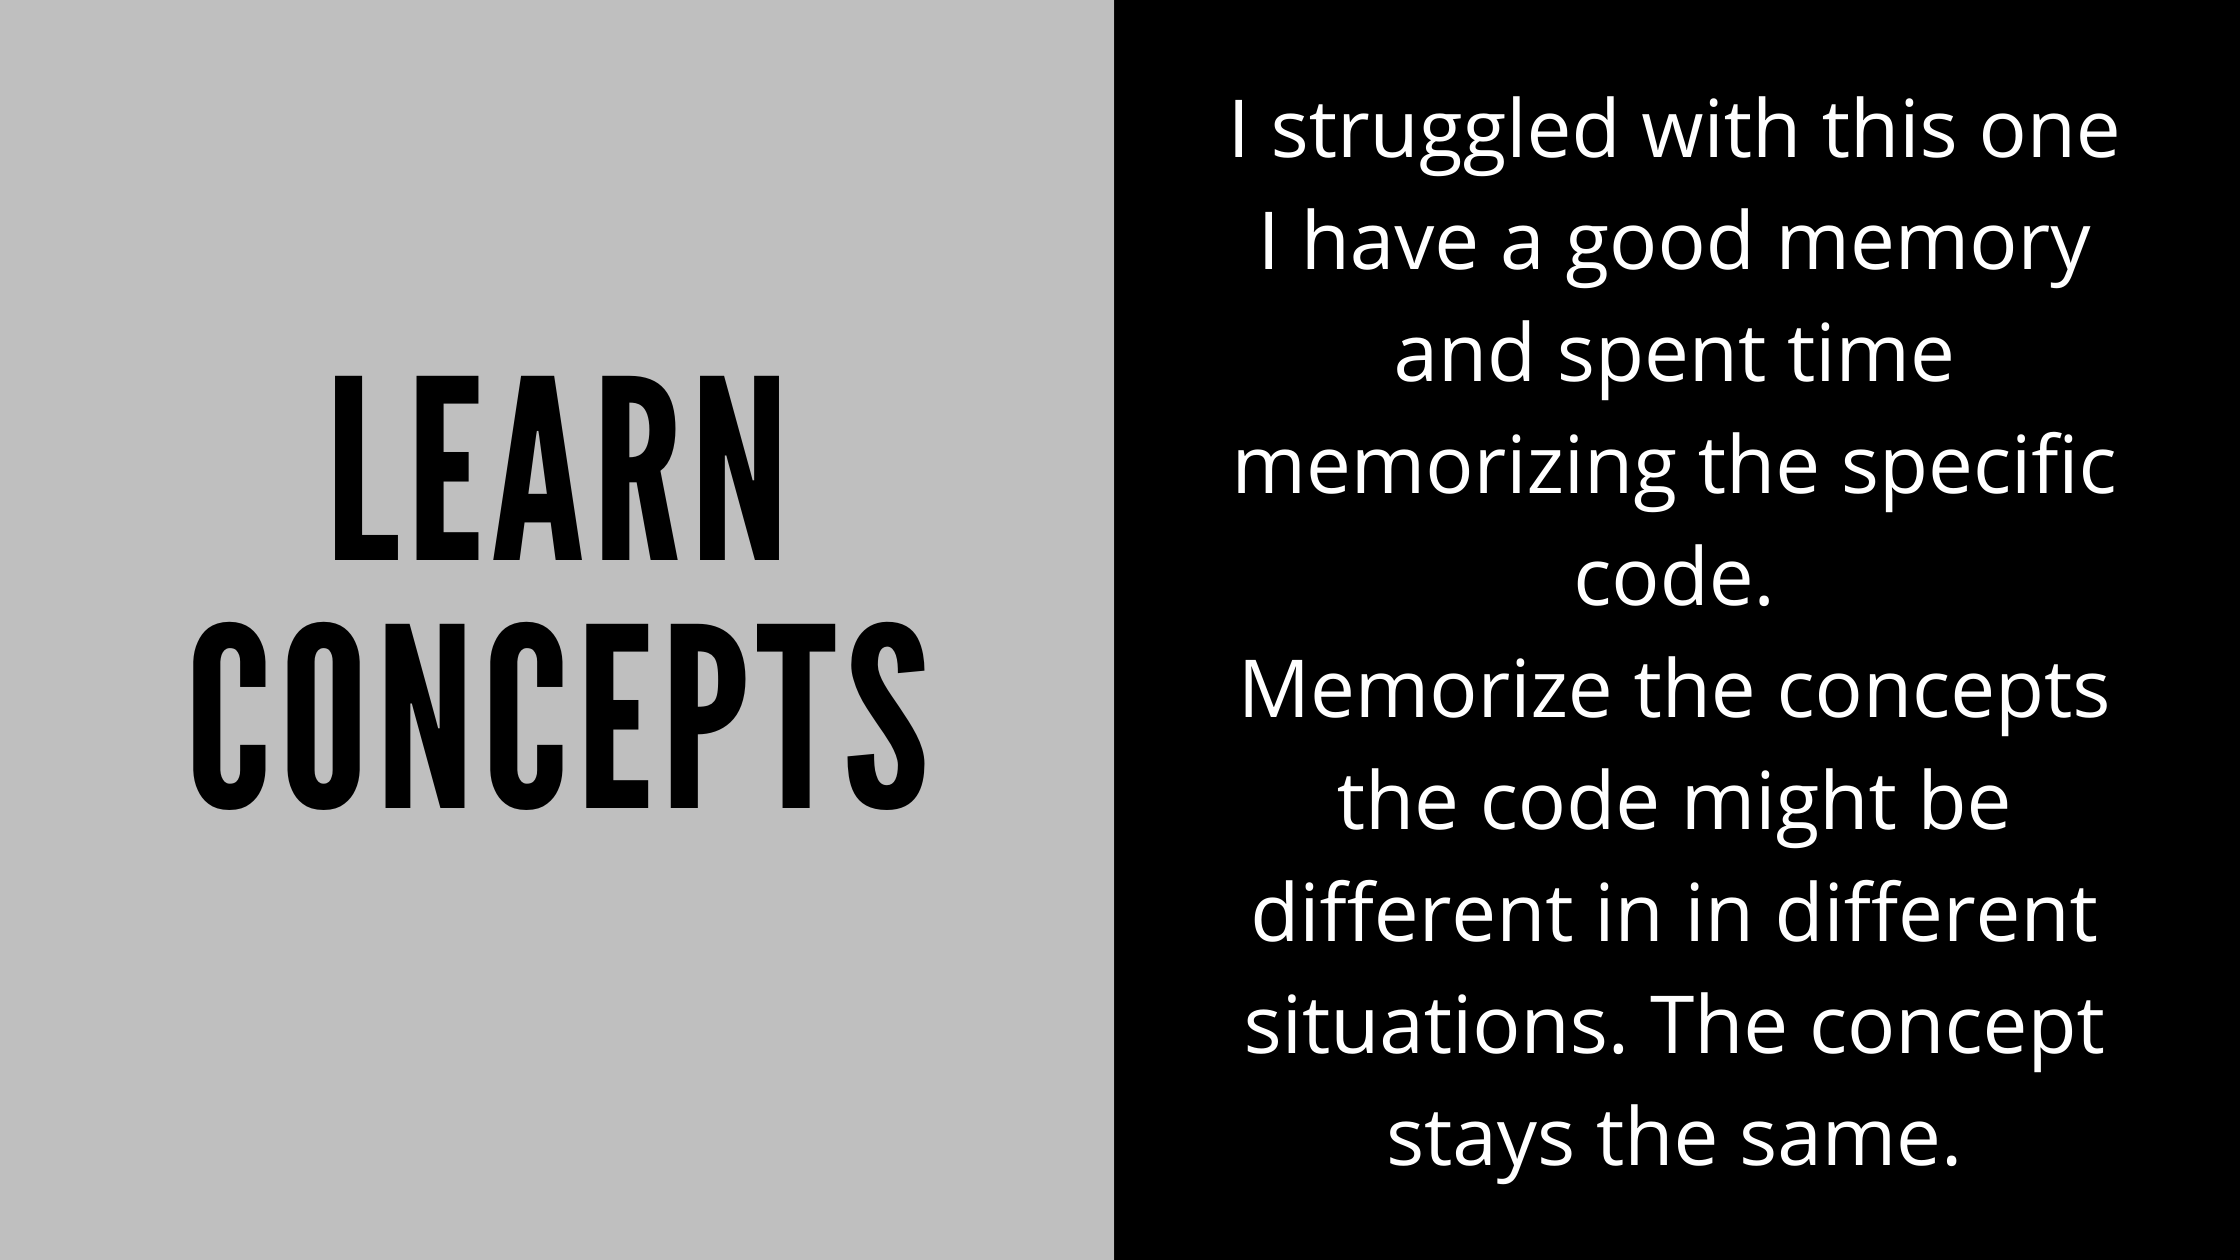 LEARN
CONCEPTS
I struggled with this one
I have a good memory
and spent time
memorizing the specific
code.
Memorize the concepts
the code might be
different in in different
situations. The concept
stays the same.